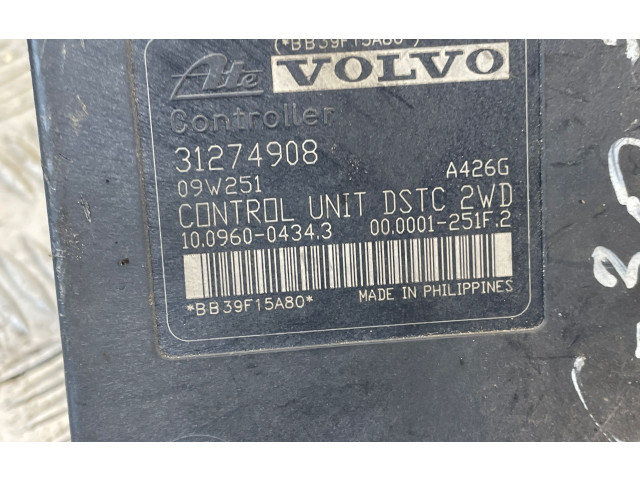 (*BB39F15A80*)
Ate VOLVO
Controller
31274908
09W251 A426G
CONTROL UNIT DSTC 2WD
10.0960-0434.3 00.0001-251F.2
*BB39F15A80* MADE IN PHILIPPINES